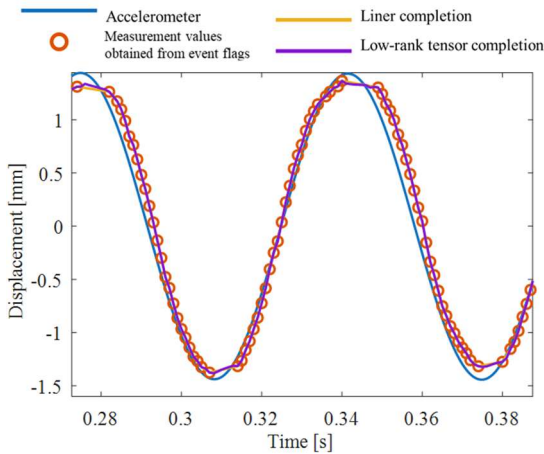 Accelerometer
Liner completion
Measurement values
obtained from event flags
Low-rank tensor completion
Displacement [mm]
1
0.5
0
-0.5
-1
-1.5
0.28
0.3
0.32
0.34
0.36
0.38
Time [s]